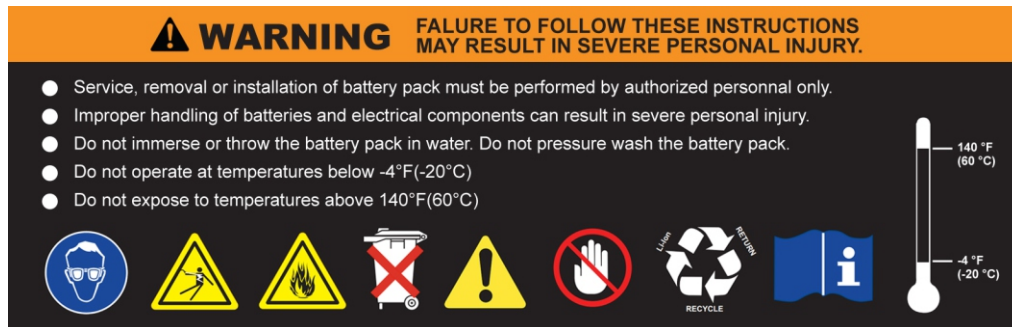 WARNING
FALURE TO FOLLOW THESE INSTRUCTIONS
MAY RESULT IN SEVERE PERSONAL INJURY.
Service, removal or installation of battery pack must be performed by authorized personnal only.
Improper handling of batteries and electrical components can result in severe personal injury.
Do not immerse or throw the battery pack in water. Do not pressure wash the battery pack.
Do not operate at temperatures below -4°F(-20°C)
Do not expose to temperatures above 140°F(60°C)
140 °F
(60 °C)
-4 °F
(-20 °C)
Li-ion
RETURN
RECYCLE
i